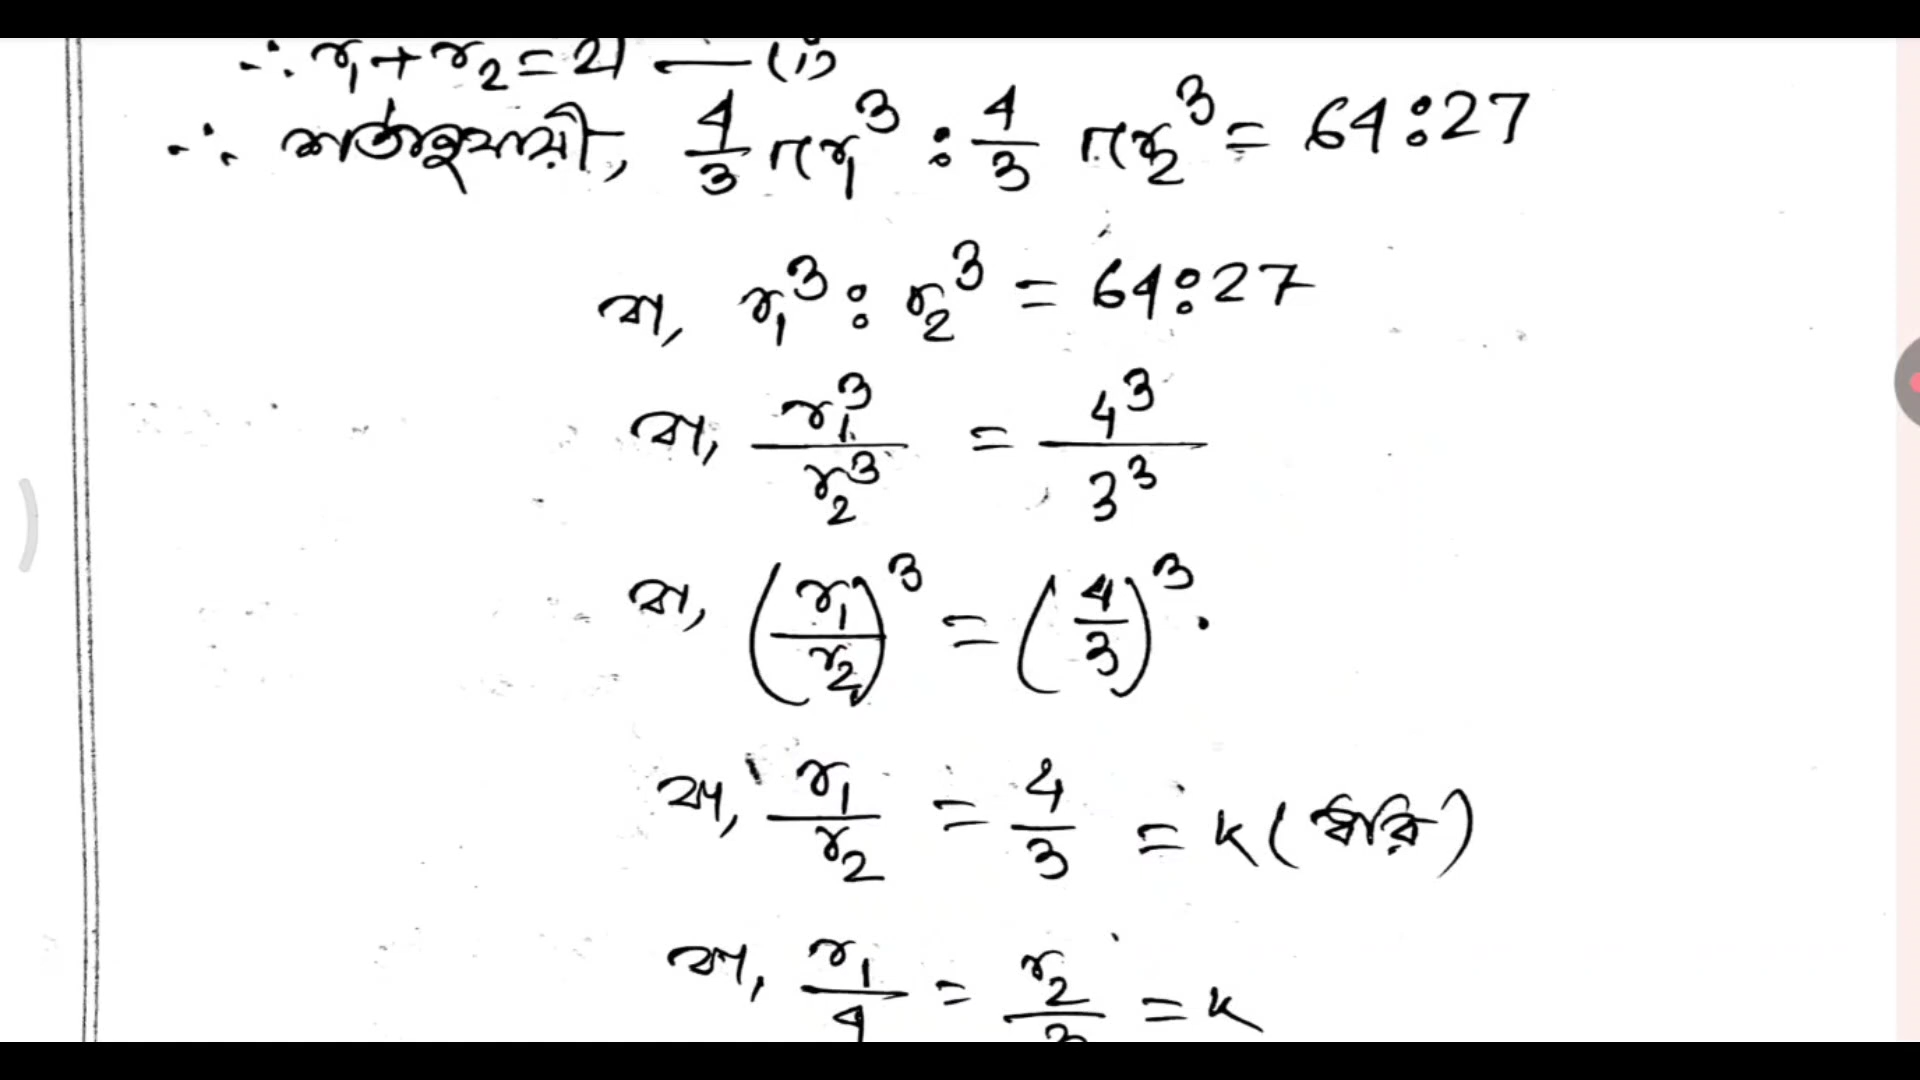 ∴ r₁ + r₂ = 21 — (i)
∴ শর্তানুযায়ী, 4/3 πr₁³ : 4/3 πr₂³ = 64 : 27
বা, r₁³ : r₂³ = 64 : 27
বা, r₁³/r₂³ = 4³/3³
বা, (r₁/r₂)³ = (4/3)³.
বা, r₁/r₂ = 4/3 = k (ধরি)
বা, r₁/4 = r₂/3 = k